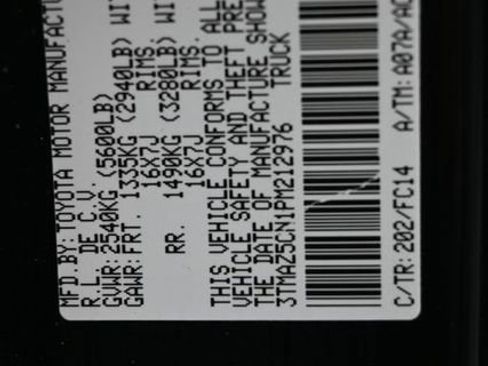 MFD.BY:TOYOTA MOTOR MANUFACTU
R.L. DE C.V.
GVWR:2540KG (5600LB)
GAWR:FRT. 1335KG (2940LB) WI
16X7J RIMS.
RR. 1490KG (3280LB) WI
16X7J RIMS.
THIS VEHICLE CONFORMS TO ALL
VEHICLE SAFETY AND THEFT PRE
THE DATE OF MANUFACTURE SHOW
3TMAZ5CN1PM212976 TRUCK
C/TR:202/FC14 A/TM:A07A/AC